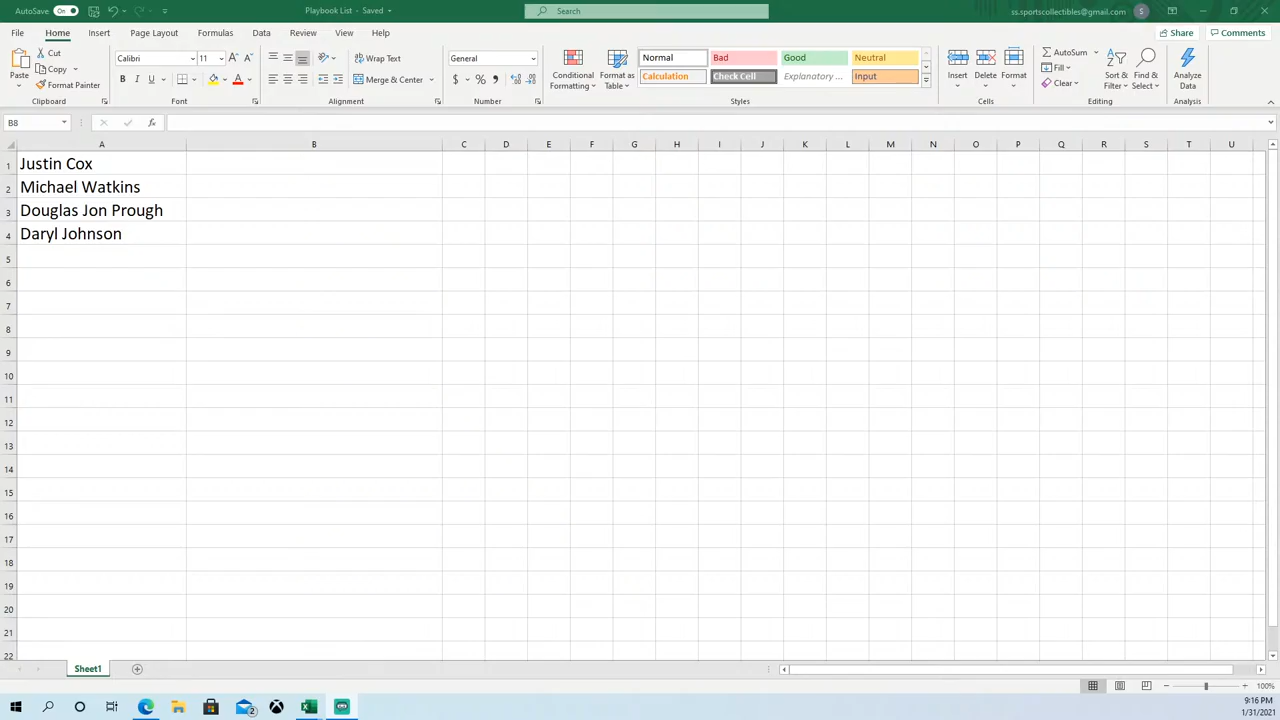 AutoSave On Playbook List - Saved Search ss.sportscollectibles@gmail.com S
File Home Insert Page Layout Formulas Data Review View Help Share Comments
Paste Cut Copy Format Painter Clipboard
Calibri 11 A A B I U A Font
Wrap Text Merge & Center Alignment
General $ % , Number
Conditional Formatting Format as Table
Normal Bad Good Neutral
Calculation Check Cell Explanatory ... Input
Styles
Insert Delete Format Cells
AutoSum Fill Clear Sort & Filter Find & Select Editing
Analyze Data Analysis
B8 fx
A B C D E F G H I J K L M N O P Q R S T U
1 Justin Cox
2 Michael Watkins
3 Douglas Jon Prough
4 Daryl Johnson
5
6
7
8
9
10
11
12
13
14
15
16
17
18
19
20
21
22
Sheet1
100%
2
9:16 PM
1/31/2021